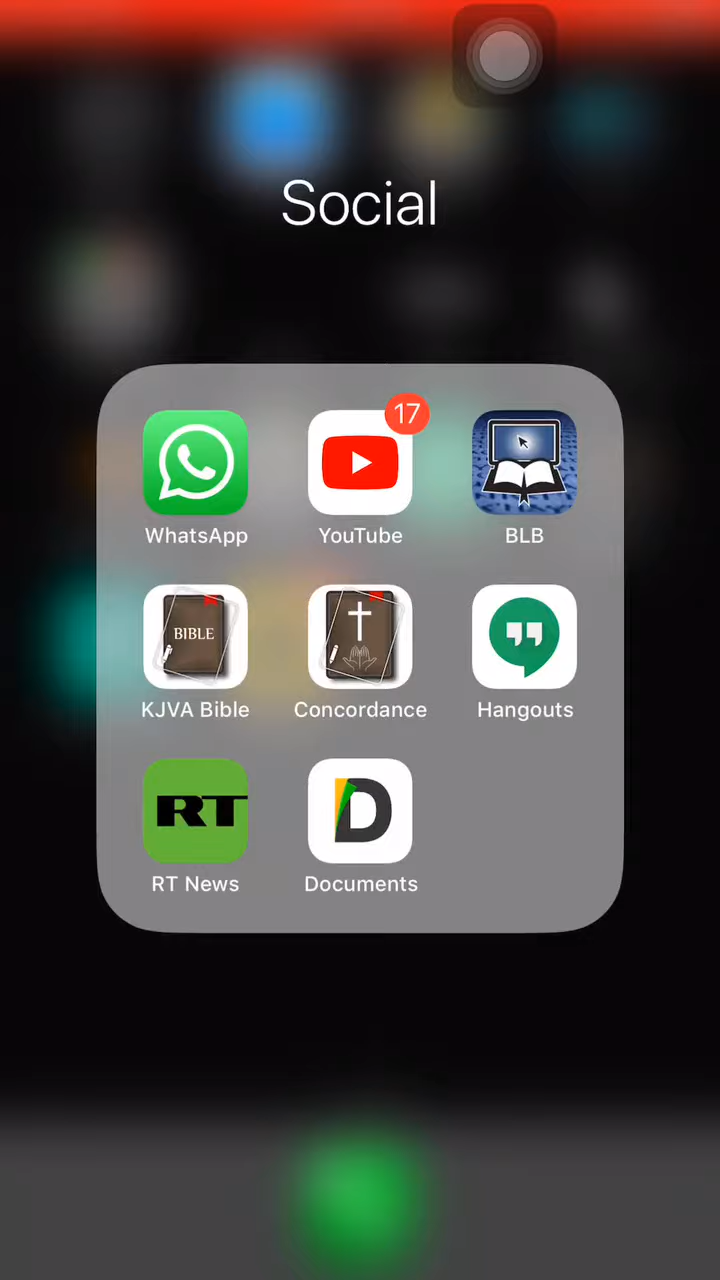 Social
17
WhatsApp YouTube BLB
BIBLE
KJVA Bible Concordance Hangouts
RT D
RT News Documents